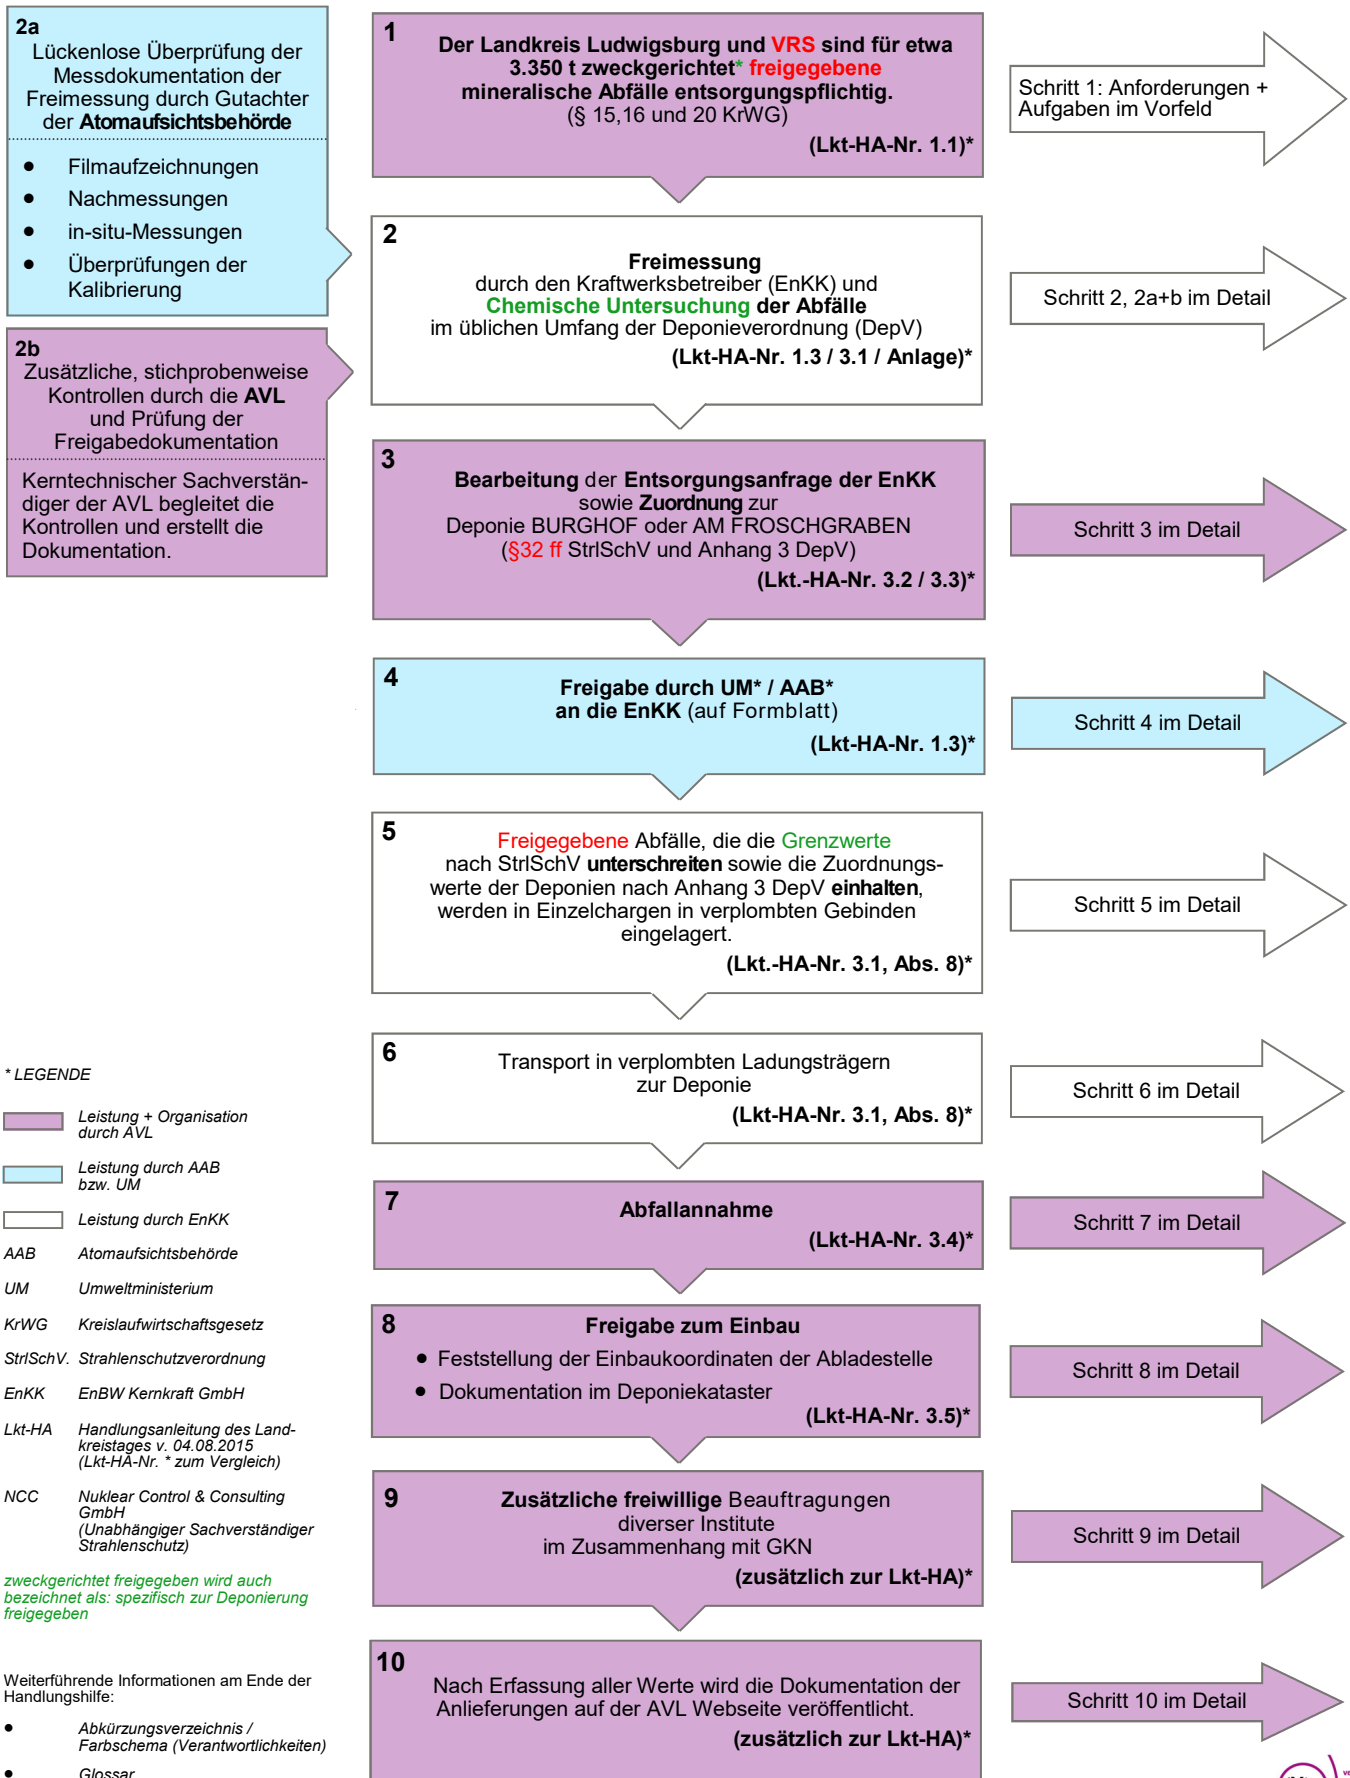 2a
Lückenlose Überprüfung der
Messdokumentation der
Freimessung durch Gutachter
der Atomaufsichtsbehörde
● Filmaufzeichnungen
● Nachmessungen
● in-situ-Messungen
● Überprüfungen der
Kalibrierung
2b
Zusätzliche, stichprobenweise
Kontrollen durch die AVL
und Prüfung der
Freigabedokumentation
Kerntechnischer Sachverstän-
diger der AVL begleitet die
Kontrollen und erstellt die
Dokumentation.
1
Der Landkreis Ludwigsburg und VRS sind für etwa
3.350 t zweckgerichtet* freigegebene
mineralische Abfälle entsorgungspflichtig.
(§ 15,16 und 20 KrWG)
(Lkt-HA-Nr. 1.1)*
Schritt 1: Anforderungen +
Aufgaben im Vorfeld
2
Freimessung
durch den Kraftwerksbetreiber (EnKK) und
Chemische Untersuchung der Abfälle
im üblichen Umfang der Deponieverordnung (DepV)
(Lkt-HA-Nr. 1.3 / 3.1 / Anlage)*
Schritt 2, 2a+b im Detail
3
Bearbeitung der Entsorgungsanfrage der EnKK
sowie Zuordnung zur
Deponie BURGHOF oder AM FROSCHGRABEN
(§32 ff StrlSchV und Anhang 3 DepV)
(Lkt.-HA-Nr. 3.2 / 3.3)*
Schritt 3 im Detail
4
Freigabe durch UM* / AAB*
an die EnKK (auf Formblatt)
(Lkt-HA-Nr. 1.3)*
Schritt 4 im Detail
5
Freigegebene Abfälle, die die Grenzwerte
nach StrlSchV unterschreiten sowie die Zuordnungs-
werte der Deponien nach Anhang 3 DepV einhalten,
werden in Einzelchargen in verplombten Gebinden
eingelagert.
(Lkt.-HA-Nr. 3.1, Abs. 8)*
Schritt 5 im Detail
6
Transport in verplombten Ladungsträgern
zur Deponie
(Lkt-HA-Nr. 3.1, Abs. 8)*
Schritt 6 im Detail
7
Abfallannahme
(Lkt-HA-Nr. 3.4)*
Schritt 7 im Detail
8
Freigabe zum Einbau
● Feststellung der Einbaukoordinaten der Abladestelle
● Dokumentation im Deponiekataster
(Lkt-HA-Nr. 3.5)*
Schritt 8 im Detail
9
Zusätzliche freiwillige Beauftragungen
diverser Institute
im Zusammenhang mit GKN
(zusätzlich zur Lkt-HA)*
Schritt 9 im Detail
10
Nach Erfassung aller Werte wird die Dokumentation der
Anlieferungen auf der AVL Webseite veröffentlicht.
(zusätzlich zur Lkt-HA)*
Schritt 10 im Detail
* LEGENDE
Leistung + Organisation
durch AVL
Leistung durch AAB
bzw. UM
Leistung durch EnKK
AAB Atomaufsichtsbehörde
UM Umweltministerium
KrWG Kreislaufwirtschaftsgesetz
StrlSchV. Strahlenschutzverordnung
EnKK EnBW Kernkraft GmbH
Lkt-HA Handlungsanleitung des Land-
kreistages v. 04.08.2015
(Lkt-HA-Nr. * zum Vergleich)
NCC Nuklear Control & Consulting
GmbH
(Unabhängiger Sachverständiger
Strahlenschutz)
zweckgerichtet freigegeben wird auch
bezeichnet als: spezifisch zur Deponierung
freigegeben
Weiterführende Informationen am Ende der
Handlungshilfe:
● Abkürzungsverzeichnis /
Farbschema (Verantwortlichkeiten)
● Glossar